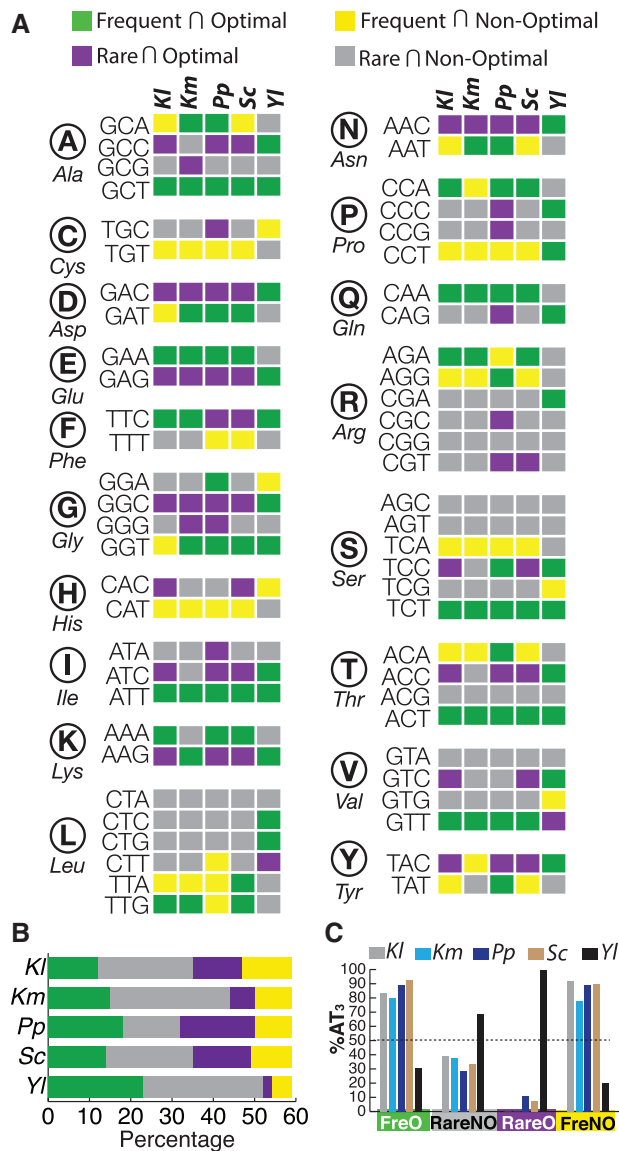 A
Frequent ∩ Optimal
Frequent ∩ Non-Optimal
Rare ∩ Optimal
Rare ∩ Non-Optimal
Kl Km Pp Sc Yl
A
Ala
GCA
GCC
GCG
GCT
C
Cys
TGC
TGT
D
Asp
GAC
GAT
E
Glu
GAA
GAG
F
Phe
TTC
TTT
G
Gly
GGA
GGC
GGG
GGT
H
His
CAC
CAT
I
Ile
ATA
ATC
ATT
K
Lys
AAA
AAG
L
Leu
CTA
CTC
CTG
CTT
TTA
TTG
Kl Km Pp Sc Yl
N
Asn
AAC
AAT
P
Pro
CCA
CCC
CCG
CCT
Q
Gln
CAA
CAG
R
Arg
AGA
AGG
CGA
CGC
CGG
CGT
S
Ser
AGC
AGT
TCA
TCC
TCG
TCT
T
Thr
ACA
ACC
ACG
ACT
V
Val
GTA
GTC
GTG
GTT
Y
Tyr
TAC
TAT
B
Kl
Km
Pp
Sc
Yl
0 10 20 30 40 50 60
Percentage
C
Kl Km Pp Sc Yl
%AT3
100
90
80
70
60
50
40
30
20
10
0
FreO RareNO RareO FreNO